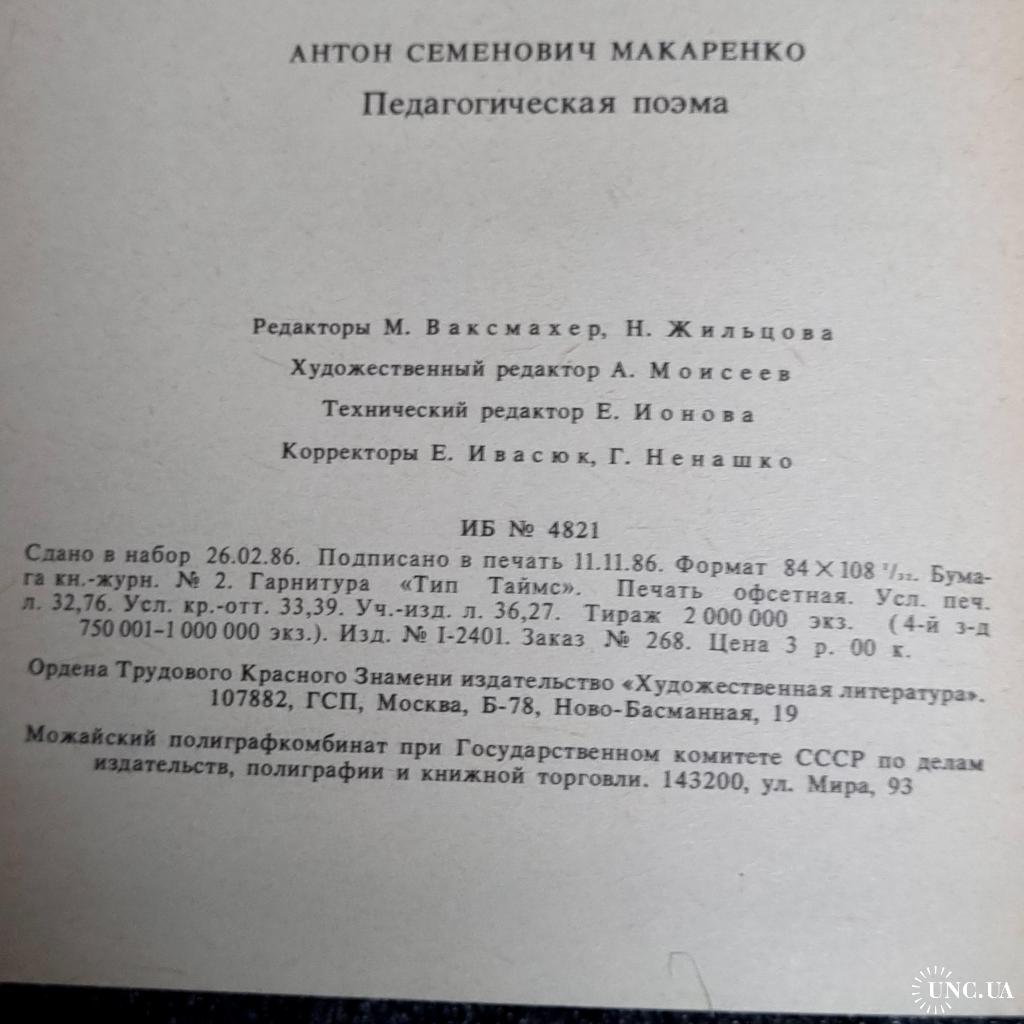 АНТОН СЕМЕНОВИЧ МАКАРЕНКО
Педагогическая поэма
Редакторы М. Ваксмахер, Н. Жильцова
Художественный редактор А. Моисеев
Технический редактор Е. Ионова
Корректоры Е. Ивасюк, Г. Ненашко
ИБ № 4821
Сдано в набор 26.02.86. Подписано в печать 11.11.86. Формат 84×108 1/32. Бума-
га кн.-журн. № 2. Гарнитура «Тип Таймс». Печать офсетная. Усл. печ.
л. 32,76. Усл. кр.-отт. 33,39. Уч.-изд. л. 36,27. Тираж 2 000 000 экз. (4-й з-д
750 001–1 000 000 экз.). Изд. № I-2401. Заказ № 268. Цена 3 р. 00 к.
Ордена Трудового Красного Знамени издательство «Художественная литература».
107882, ГСП, Москва, Б-78, Ново-Басманная, 19
Можайский полиграфкомбинат при Государственном комитете СССР по делам
издательств, полиграфии и книжной торговли. 143200, ул. Мира, 93
UNC.UA